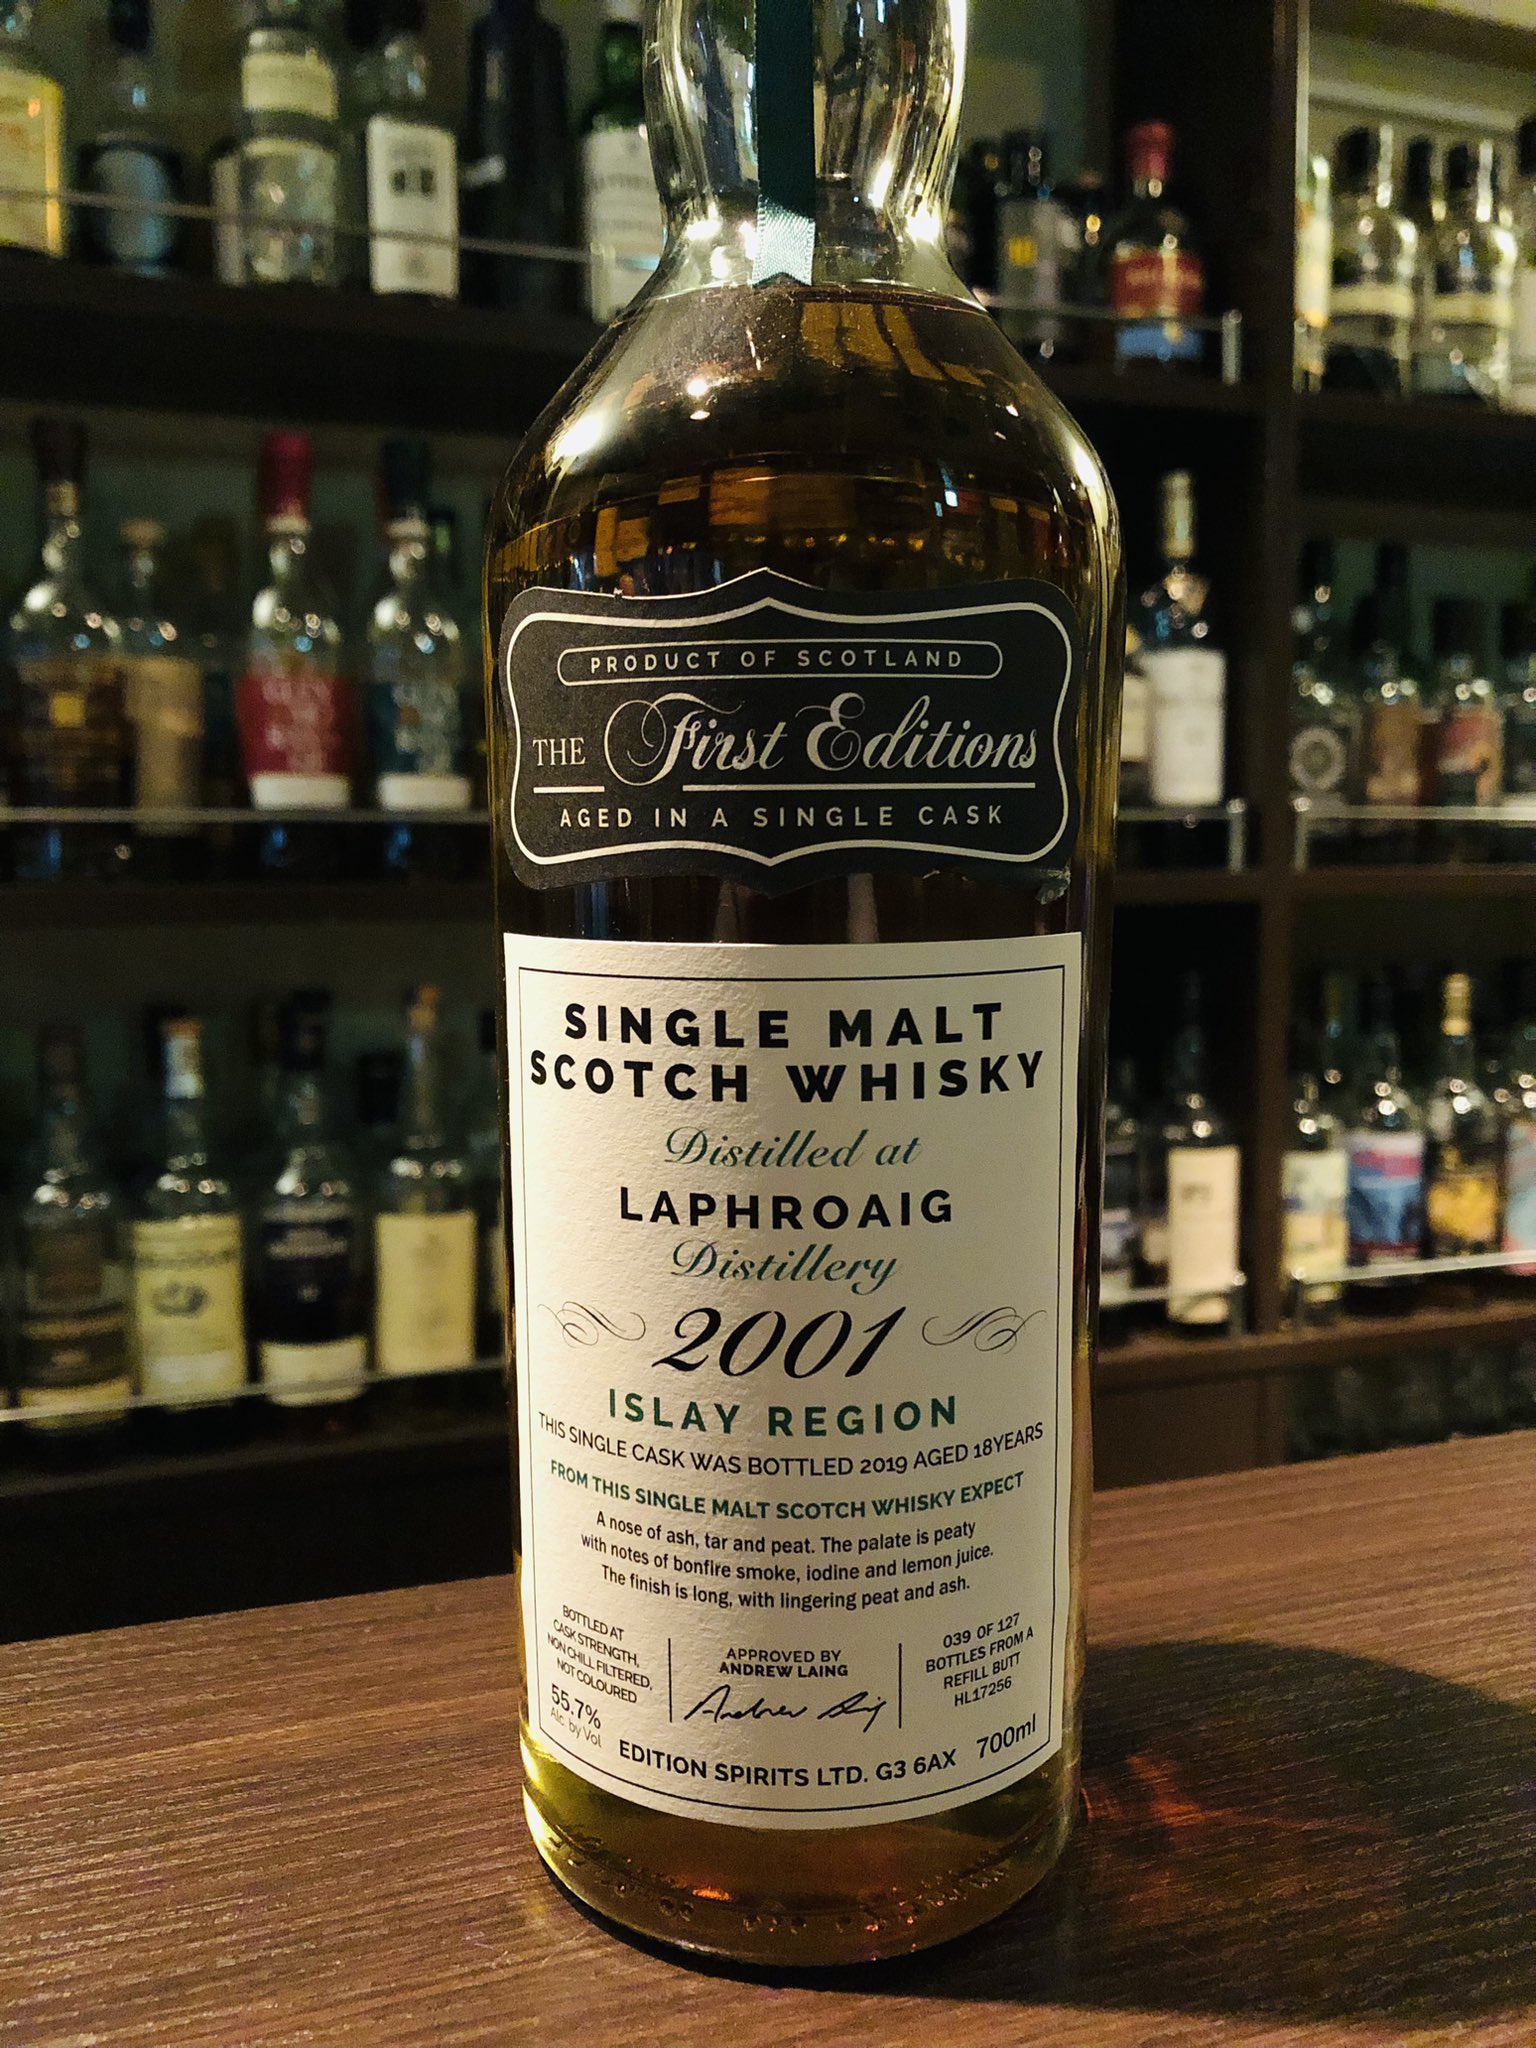 PRODUCT OF SCOTLAND
THE First Editions
AGED IN A SINGLE CASK
SINGLE MALT
SCOTCH WHISKY
Distilled at
LAPHROAIG
Distillery
2001
ISLAY REGION
THIS SINGLE CASK WAS BOTTLED 2019 AGED 18YEARS
FROM THIS SINGLE MALT SCOTCH WHISKY EXPECT
A nose of ash, tar and peat. The palate is peaty
with notes of bonfire smoke, iodine and lemon juice.
The finish is long, with lingering peat and ash.
BOTTLED AT
CASK STRENGTH,
NON CHILL FILTERED,
NOT COLOURED
55.7%
Alc. by Vol
APPROVED BY
ANDREW LAING
039 OF 127
BOTTLES FROM A
REFILL BUTT
HL17256
EDITION SPIRITS LTD. G3 6AX
700ml